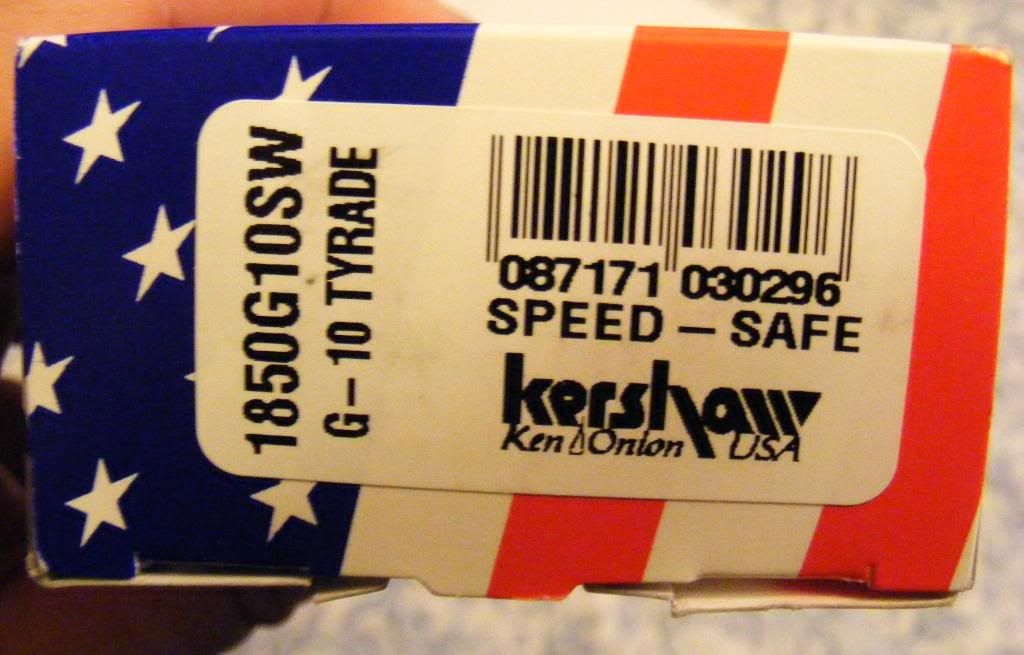 1850G10SW
G-10 TYRADE
087171 030296
SPEED - SAFE
kershaw
Ken Onion USA